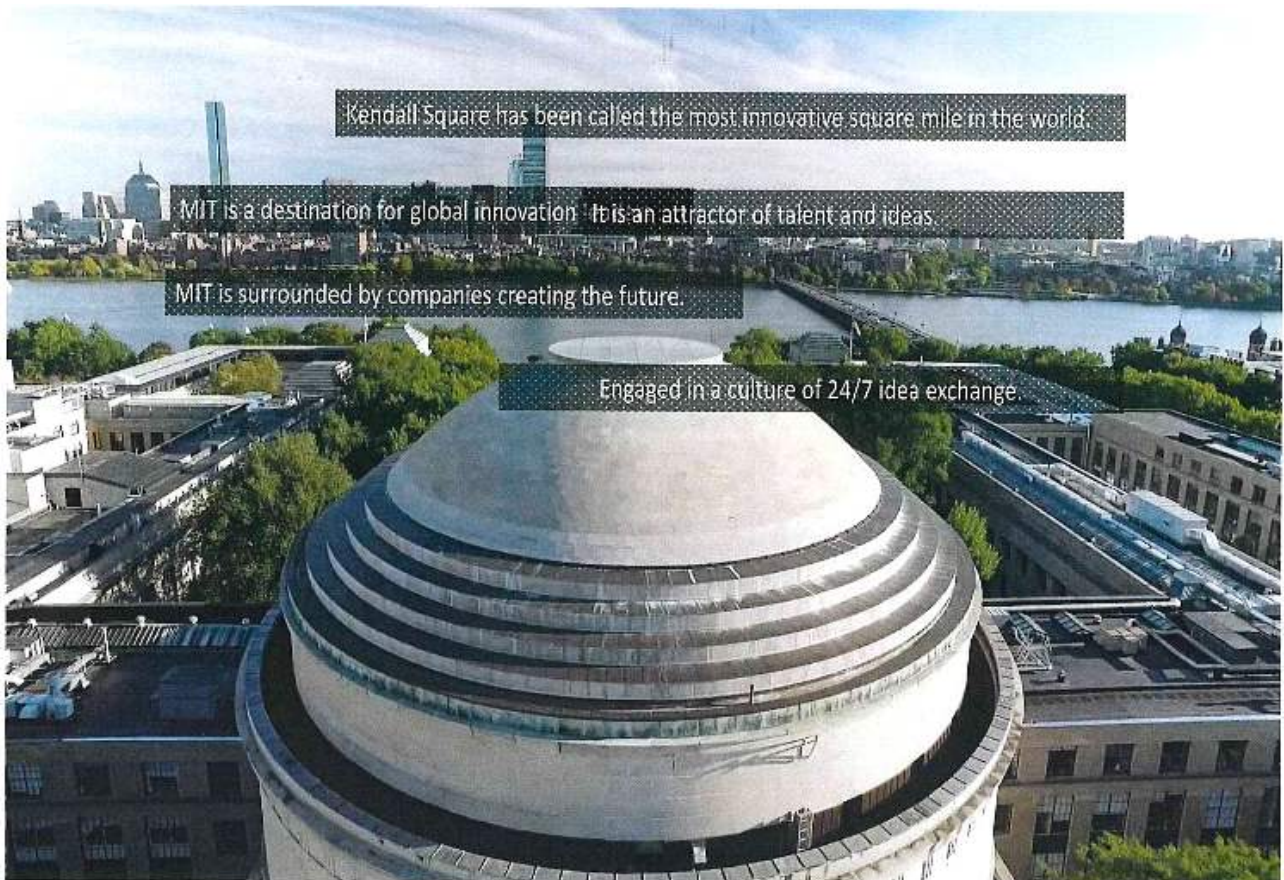 Kendall Square has been called the most innovative square mile in the world.
MIT is a destination for global innovation It is an attractor of talent and ideas.
MIT is surrounded by companies creating the future.
Engaged in a culture of 24/7 idea exchange